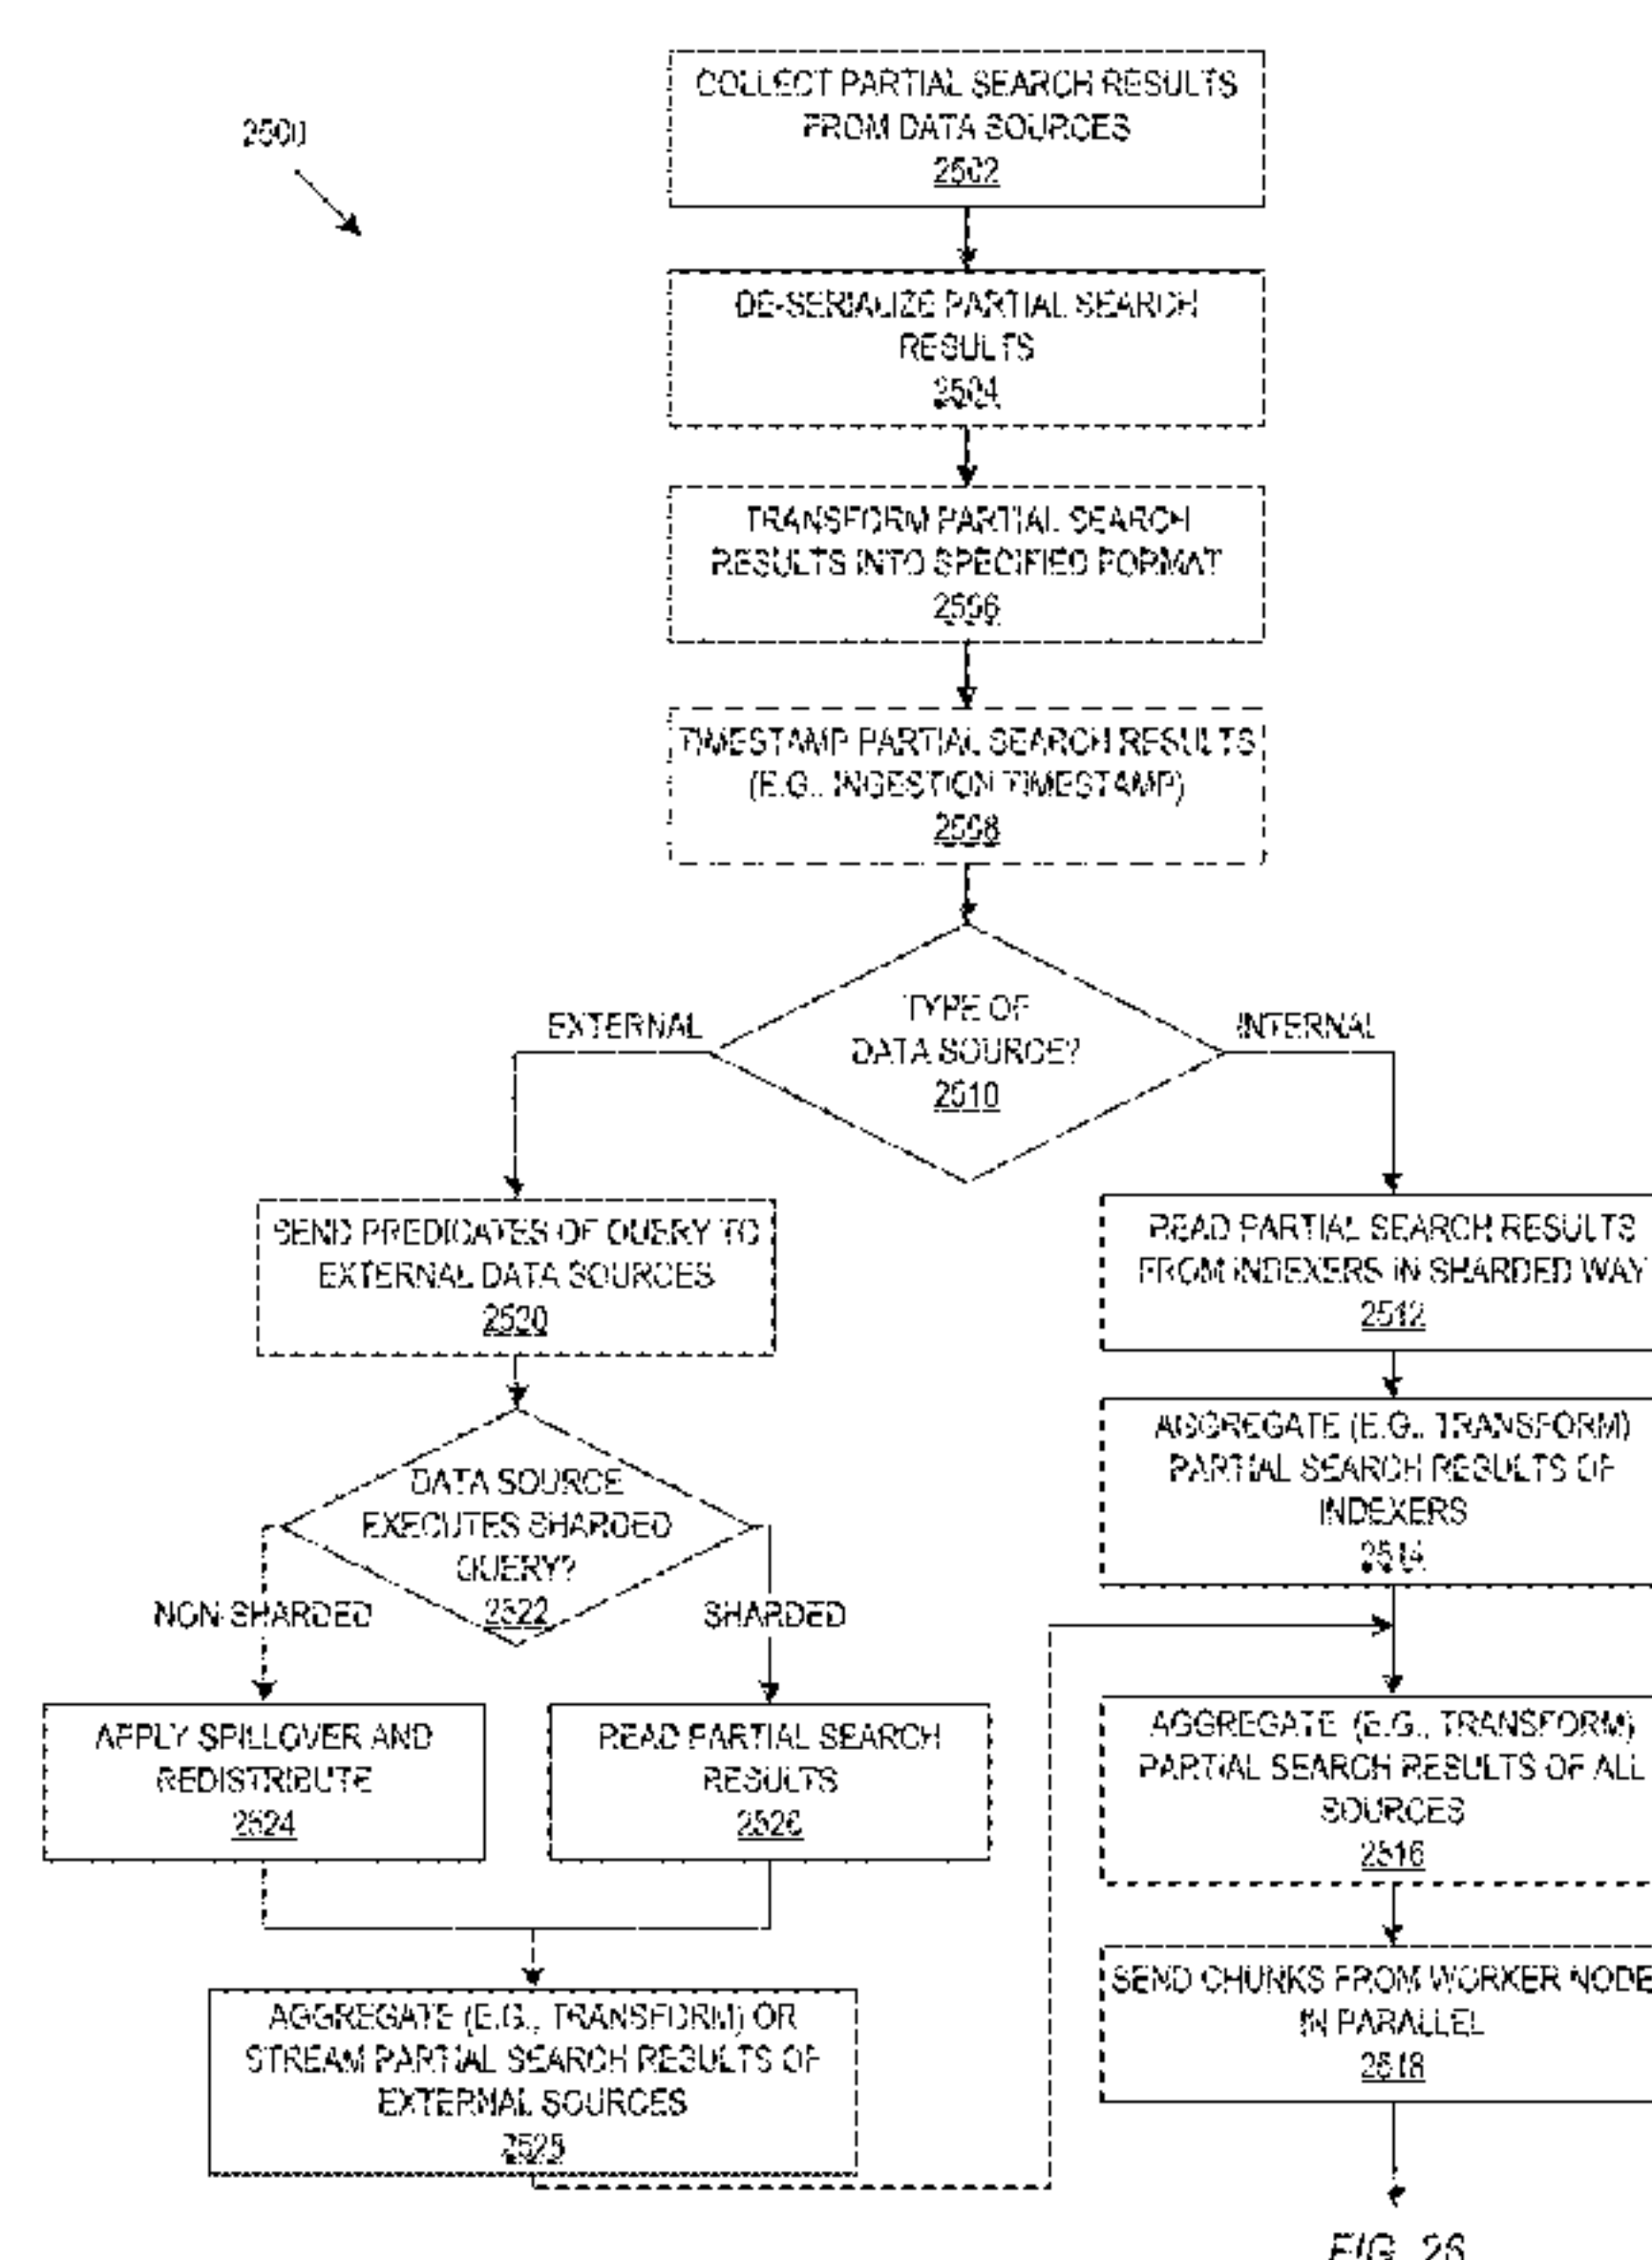 2500
COLLECT PARTIAL SEARCH RESULTS
FROM DATA SOURCES
2502
DE-SERIALIZE PARTIAL SEARCH
RESULTS
2504
TRANSFORM PARTIAL SEARCH
RESULTS INTO SPECIFIED FORMAT
2506
TIMESTAMP PARTIAL SEARCH RESULTS
(E.G., INGESTION TIMESTAMP)
2508
TYPE OF
DATA SOURCE?
2510
EXTERNAL
INTERNAL
SEND PREDICATES OF QUERY TO
EXTERNAL DATA SOURCES
2520
READ PARTIAL SEARCH RESULTS
FROM INDEXERS IN SHARDED WAY
2512
AGGREGATE (E.G., TRANSFORM)
PARTIAL SEARCH RESULTS OF
INDEXERS
2514
DATA SOURCE
EXECUTES SHARDED
QUERY?
2522
NON-SHARDED
SHARDED
APPLY SPILLOVER AND
REDISTRIBUTE
2524
READ PARTIAL SEARCH
RESULTS
2526
AGGREGATE (E.G., TRANSFORM)
PARTIAL SEARCH RESULTS OF ALL
SOURCES
2516
SEND CHUNKS FROM WORKER NODE
IN PARALLEL
2518
AGGREGATE (E.G., TRANSFORM) OR
STREAM PARTIAL SEARCH RESULTS OF
EXTERNAL SOURCES
FIG. 26